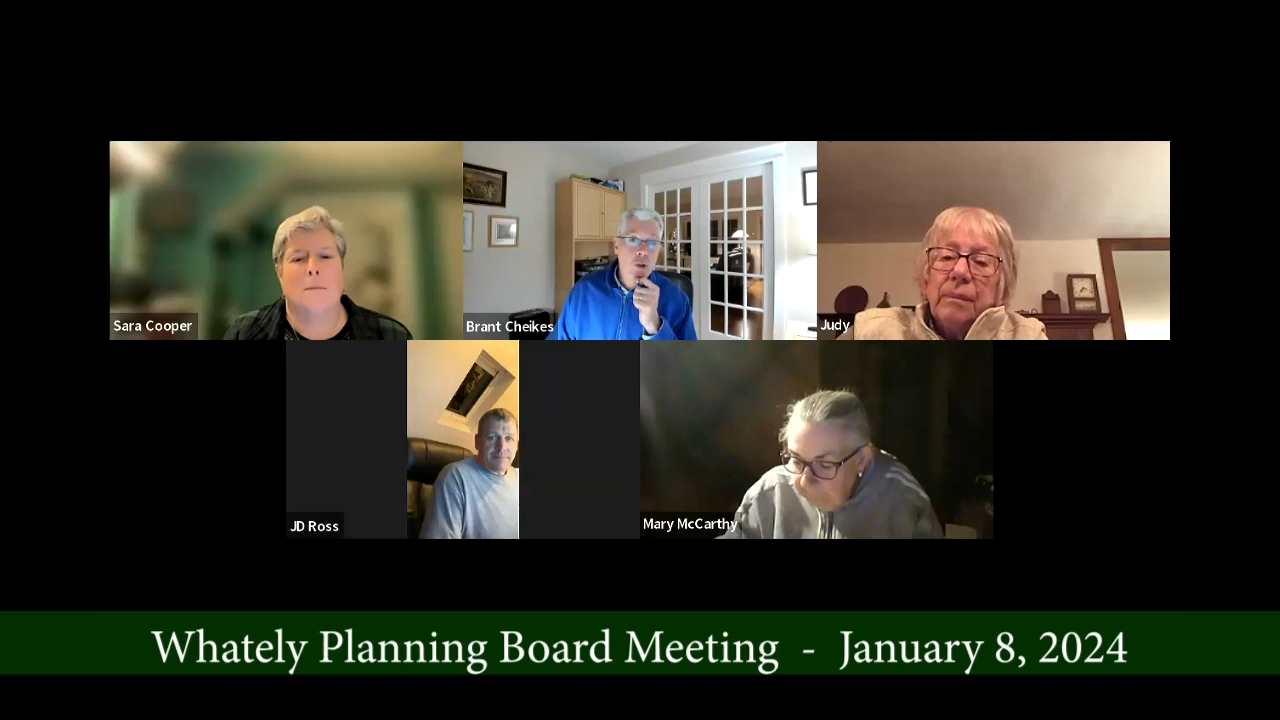 Sara Cooper
Brant Cheikes
Judy
JD Ross
Mary McCarthy
Whately Planning Board Meeting - January 8, 2024